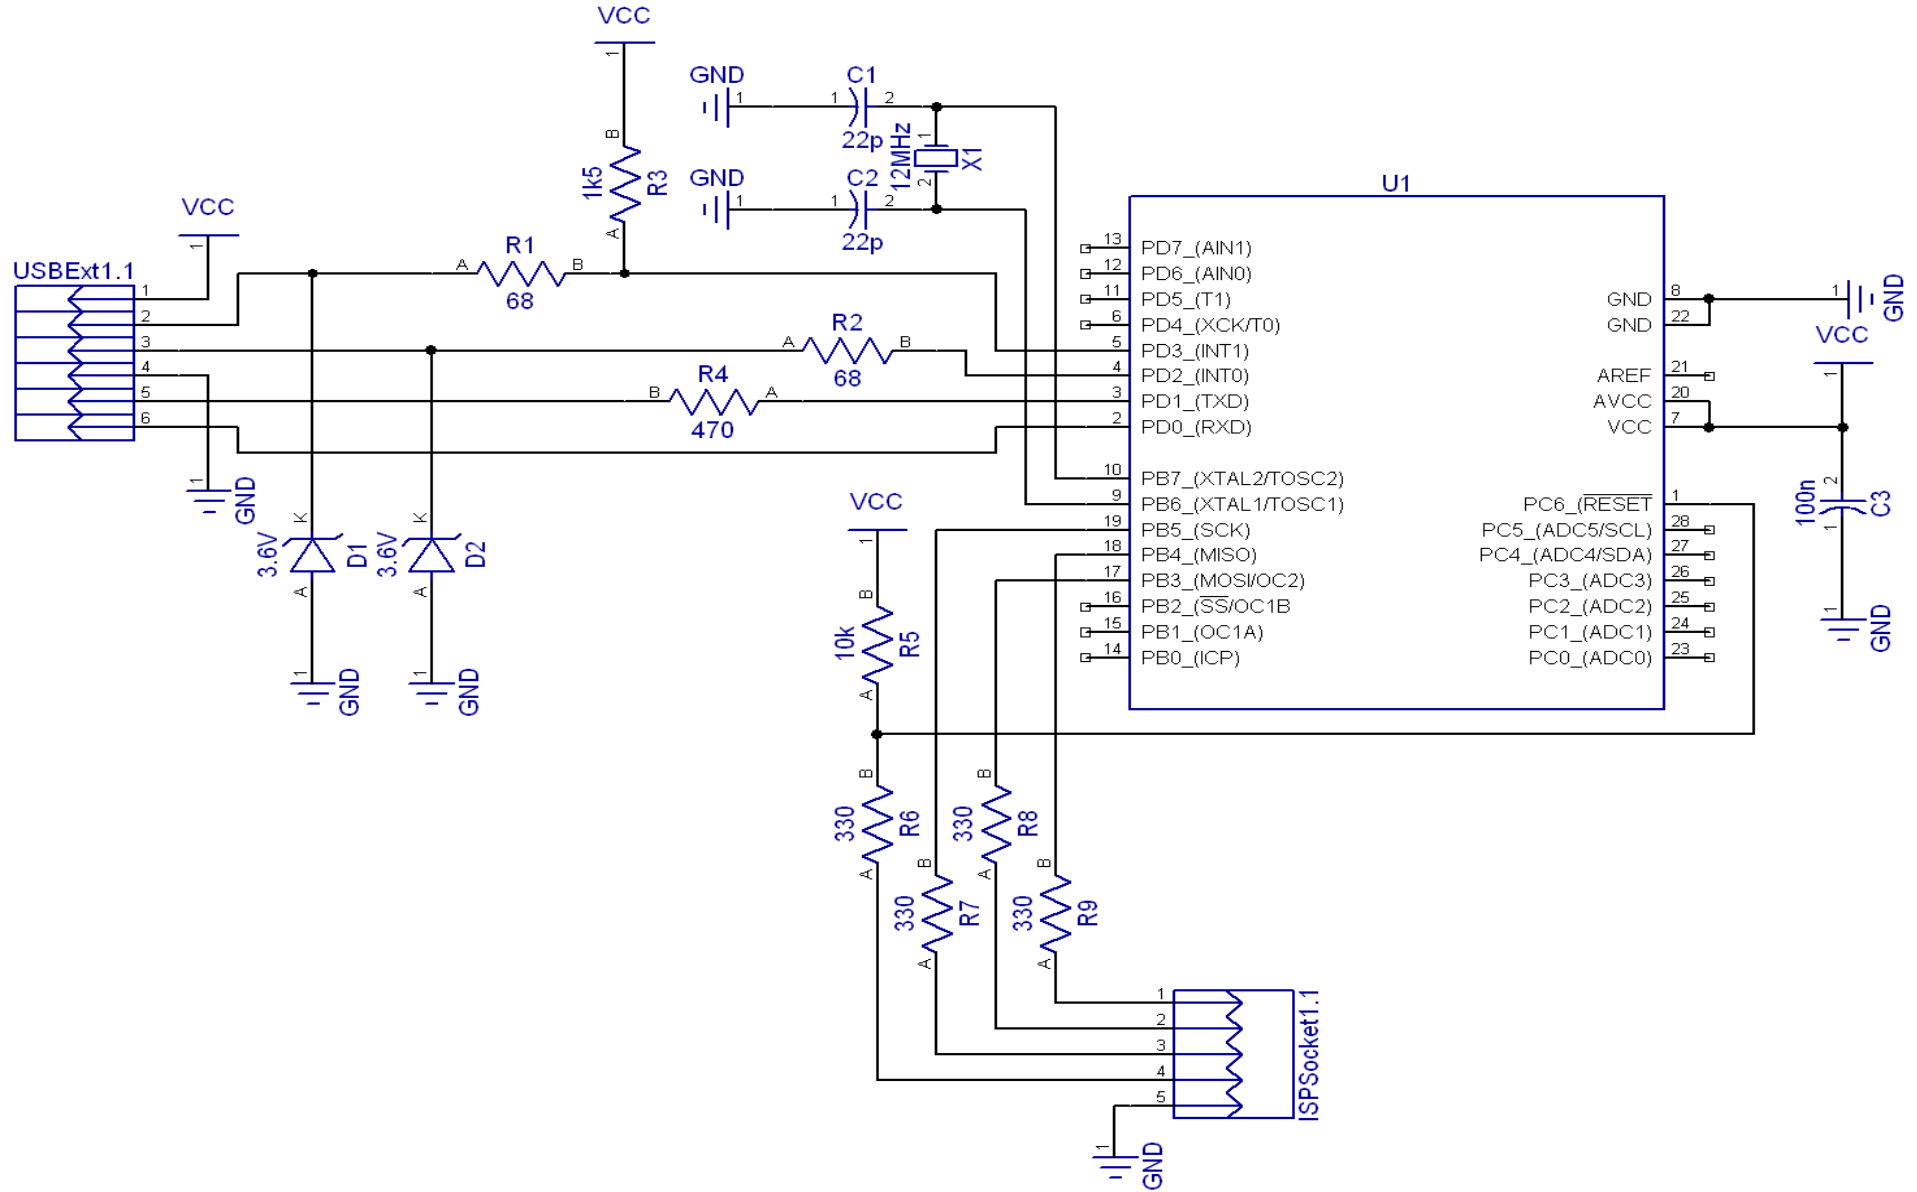 VCC
1
B
1k5
R3
A
GND
1
1
C1
2
22p
GND
1
1
C2
2
22p
12MHz
1
2
X1
VCC
1
USBExt1.1
1
2
3
4
5
6
A
R1
B
68
A
R2
B
68
B
R4
A
470
1
GND
K
3.6V
D1
A
1
GND
K
3.6V
D2
A
1
GND
U1
13 PD7_(AIN1)
12 PD6_(AIN0)
11 PD5_(T1)
6 PD4_(XCK/T0)
5 PD3_(INT1)
4 PD2_(INT0)
3 PD1_(TXD)
2 PD0_(RXD)
10 PB7_(XTAL2/TOSC2)
9 PB6_(XTAL1/TOSC1)
19 PB5_(SCK)
18 PB4_(MISO)
17 PB3_(MOSI/OC2)
16 PB2_(SS/OC1B
15 PB1_(OC1A)
14 PB0_(ICP)
GND 8
GND 22
AREF 21
AVCC 20
VCC 7
PC6_(RESET 1
PC5_(ADC5/SCL) 28
PC4_(ADC4/SDA) 27
PC3_(ADC3) 26
PC2_(ADC2) 25
PC1_(ADC1) 24
PC0_(ADC0) 23
1
GND
VCC
1
2
100n
C3
1
1
GND
VCC
1
B
10k
R5
A
B
330
R6
A
B
330
R7
A
B
330
R8
A
B
330
R9
A
1
2
3
4
5
ISPSocket1.1
1
GND